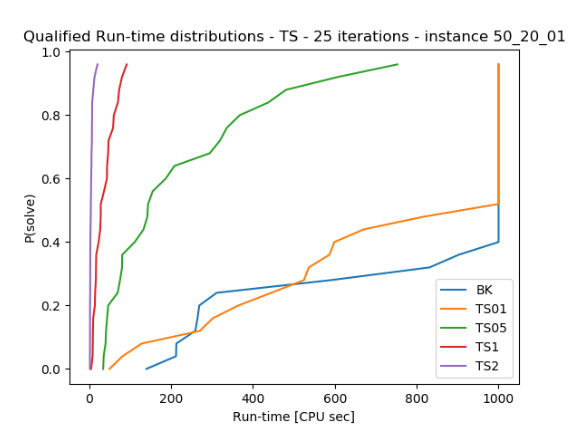 Qualified Run-time distributions - TS - 25 iterations - instance 50_20_01
1.0
0.8
0.6
0.4
0.2
0.0
P(solve)
BK
TS01
TS05
TS1
TS2
0 200 400 600 800 1000
Run-time [CPU sec]